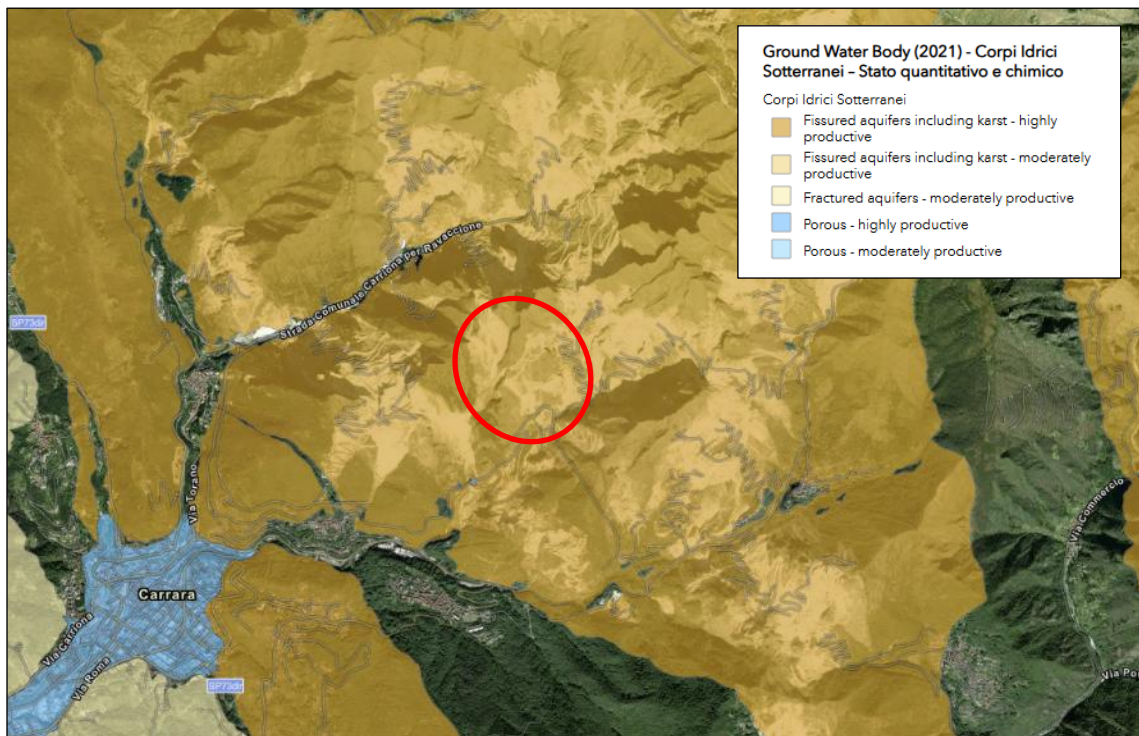 Ground Water Body (2021) - Corpi Idrici
Sotterranei – Stato quantitativo e chimico
Corpi Idrici Sotterranei
Fissured aquifers including karst - highly
productive
Fissured aquifers including karst - moderately
productive
Fractured aquifers - moderately productive
Porous - highly productive
Porous - moderately productive
Strada Comunale Carriona per Ravaccione
SP73dir
Via Torano
Via Commercio
Carrara
Via Carriona
Via Roma
SP73dir